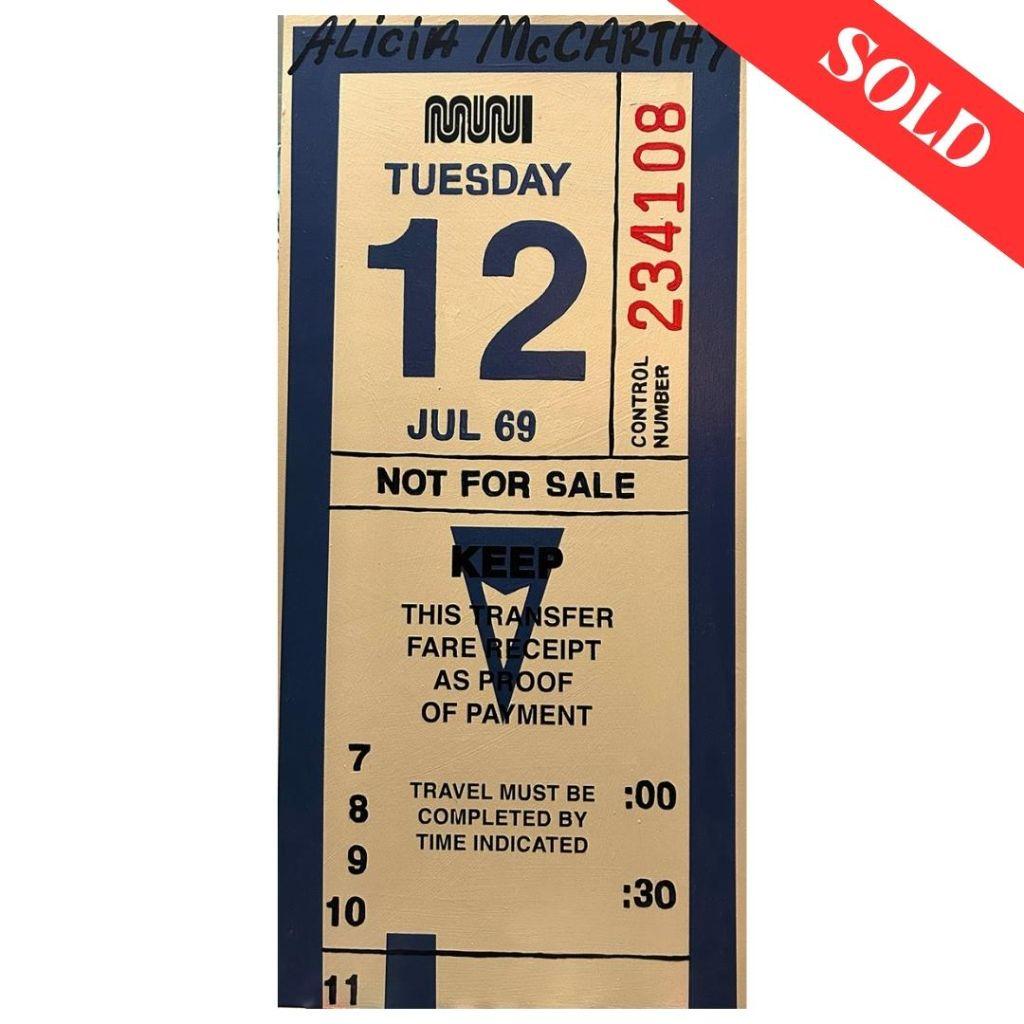 ALiCiA McCARTHY
SOLD
MUNI
TUESDAY
12
JUL 69
CONTROL
NUMBER
234108
NOT FOR SALE
KEEP
THIS TRANSFER
FARE RECEIPT
AS PROOF
OF PAYMENT
7
8
9
10
11
TRAVEL MUST BE
COMPLETED BY
TIME INDICATED
:00
:30